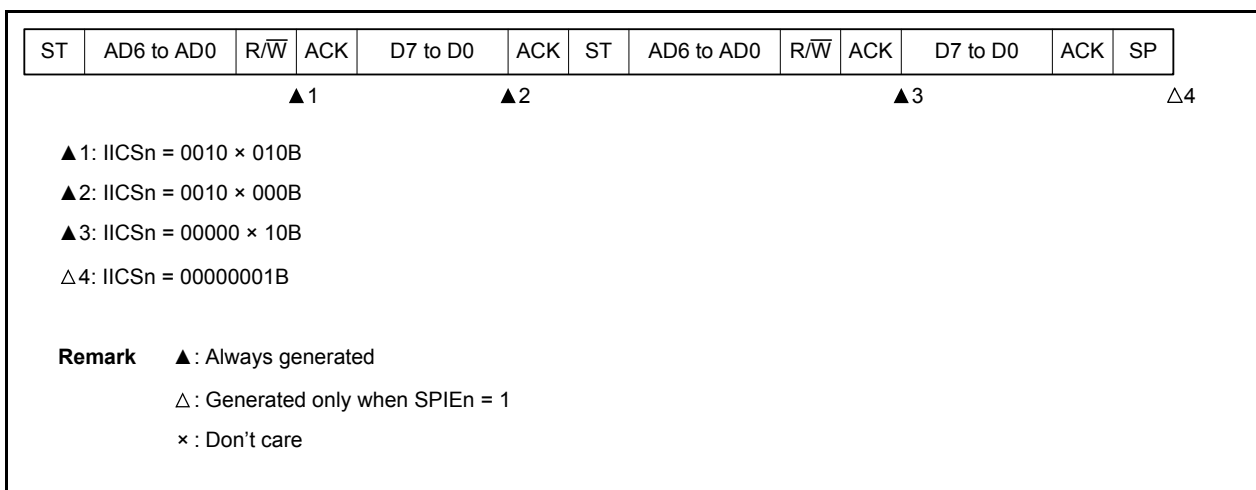 ST AD6 to AD0 R/W̅ ACK D7 to D0 ACK ST AD6 to AD0 R/W̅ ACK D7 to D0 ACK SP
▲1 ▲2 ▲3 △4
▲1: IICSn = 0010 × 010B
▲2: IICSn = 0010 × 000B
▲3: IICSn = 00000 × 10B
△4: IICSn = 00000001B
Remark ▲: Always generated
△: Generated only when SPIEn = 1
×: Don't care